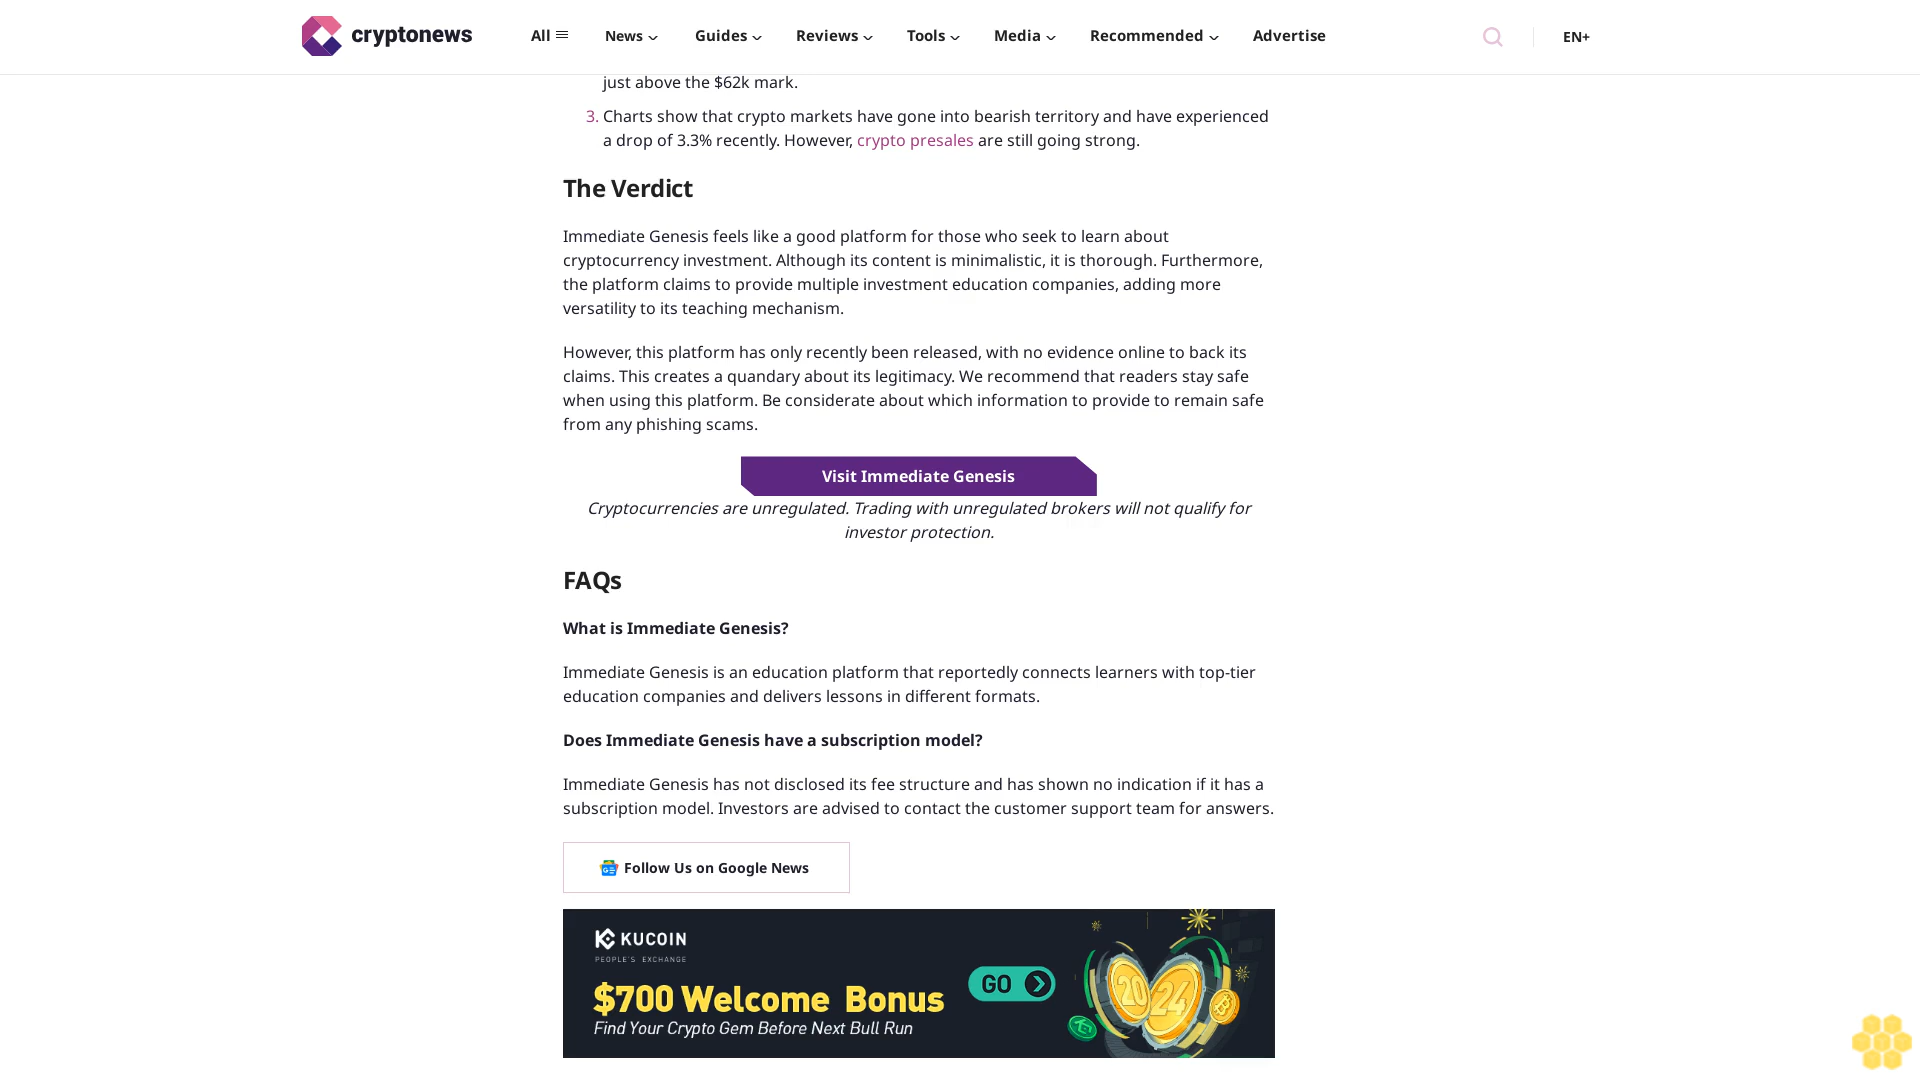 cryptonews
All
News
Guides
Reviews
Tools
Media
Recommended
Advertise
EN+
just above the $62k mark.
3. Charts show that crypto markets have gone into bearish territory and have experienced
a drop of 3.3% recently. However, crypto presales are still going strong.
The Verdict
Immediate Genesis feels like a good platform for those who seek to learn about
cryptocurrency investment. Although its content is minimalistic, it is thorough. Furthermore,
the platform claims to provide multiple investment education companies, adding more
versatility to its teaching mechanism.
However, this platform has only recently been released, with no evidence online to back its
claims. This creates a quandary about its legitimacy. We recommend that readers stay safe
when using this platform. Be considerate about which information to provide to remain safe
from any phishing scams.
Visit Immediate Genesis
Cryptocurrencies are unregulated. Trading with unregulated brokers will not qualify for
investor protection.
FAQs
What is Immediate Genesis?
Immediate Genesis is an education platform that reportedly connects learners with top-tier
education companies and delivers lessons in different formats.
Does Immediate Genesis have a subscription model?
Immediate Genesis has not disclosed its fee structure and has shown no indication if it has a
subscription model. Investors are advised to contact the customer support team for answers.
Follow Us on Google News
KUCOIN
PEOPLE'S EXCHANGE
$700 Welcome Bonus
Find Your Crypto Gem Before Next Bull Run
GO
20 24